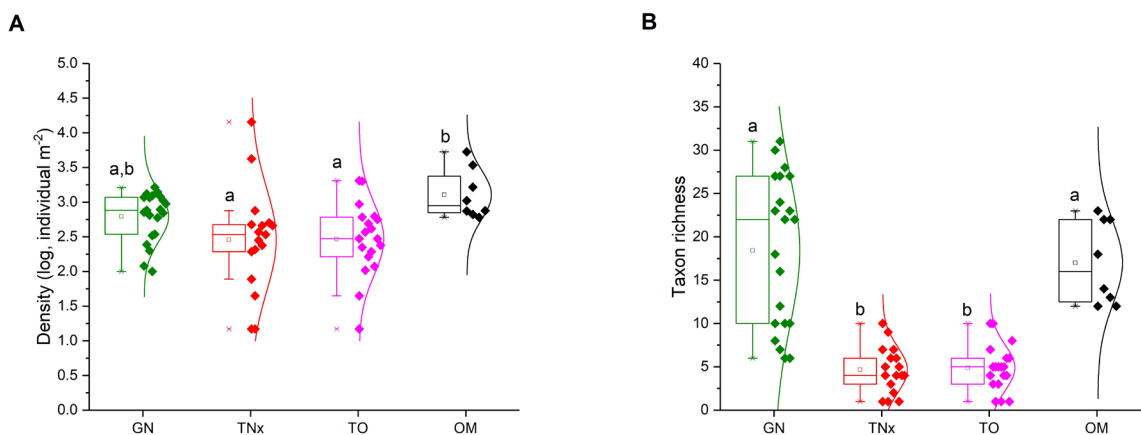 A
Density (log, individual m⁻²)
5.0
4.5
4.0
3.5
3.0
2.5
2.0
1.5
1.0
0.5
0.0
a,b
a
a
b
GN
TNx
TO
OM
B
Taxon richness
40
35
30
25
20
15
10
5
0
a
b
b
a
GN
TNx
TO
OM